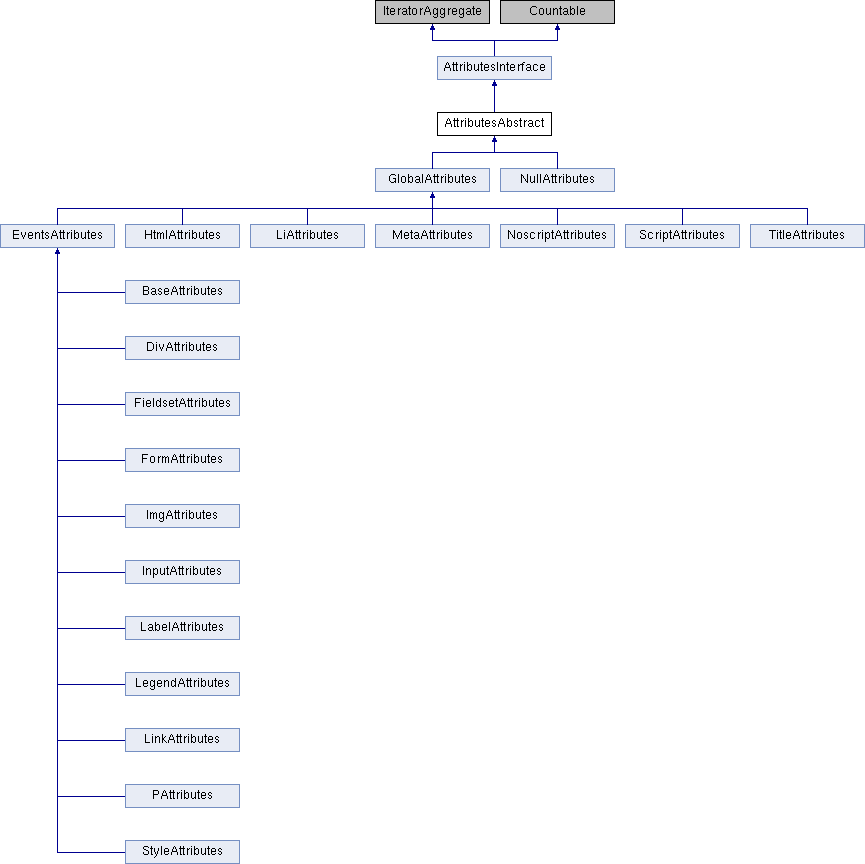 IteratorAggregate
Countable
AttributesInterface
AttributesAbstract
GlobalAttributes
NullAttributes
EventsAttributes
HtmlAttributes
LiAttributes
MetaAttributes
NoscriptAttributes
ScriptAttributes
TitleAttributes
BaseAttributes
DivAttributes
FieldsetAttributes
FormAttributes
ImgAttributes
InputAttributes
LabelAttributes
LegendAttributes
LinkAttributes
PAttributes
StyleAttributes